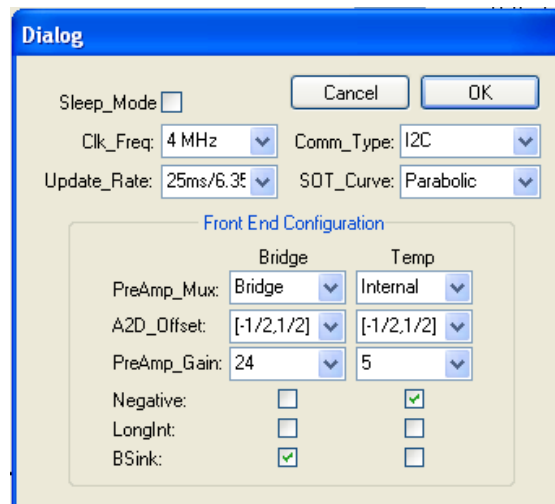 Dialog
Sleep_Mode Cancel OK
Clk_Freq: 4 MHz Comm_Type: I2C
Update_Rate: 25ms/6.35 SOT_Curve: Parabolic
Front End Configuration
Bridge Temp
PreAmp_Mux: Bridge Internal
A2D_Offset: [-1/2,1/2] [-1/2,1/2]
PreAmp_Gain: 24 5
Negative:
LongInt:
BSink: